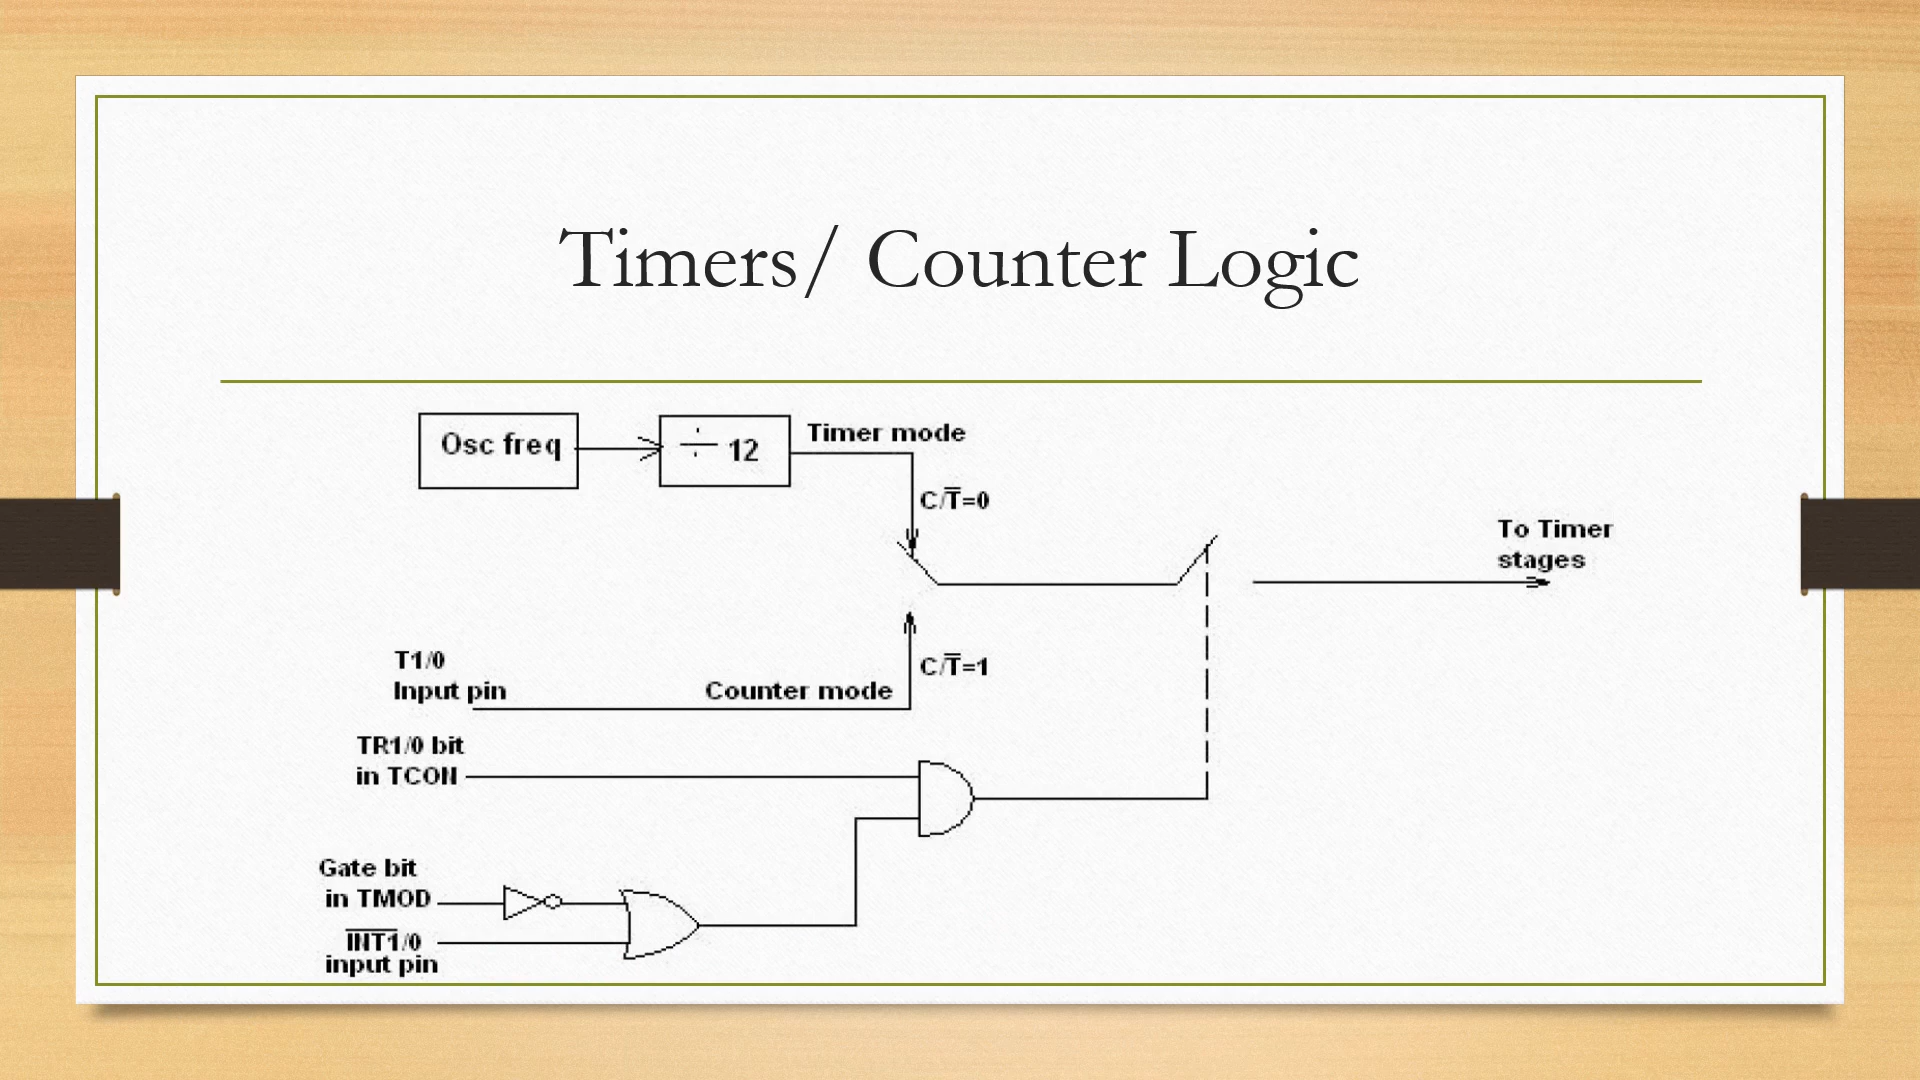 Timers/ Counter Logic
Osc freq
÷ 12
Timer mode
C/T̅=0
To Timer
stages
T1/0
Input pin
Counter mode
C/T̅=1
TR1/0 bit
in TCON
Gate bit
in TMOD
I̅N̅T̅1̅/0
input pin